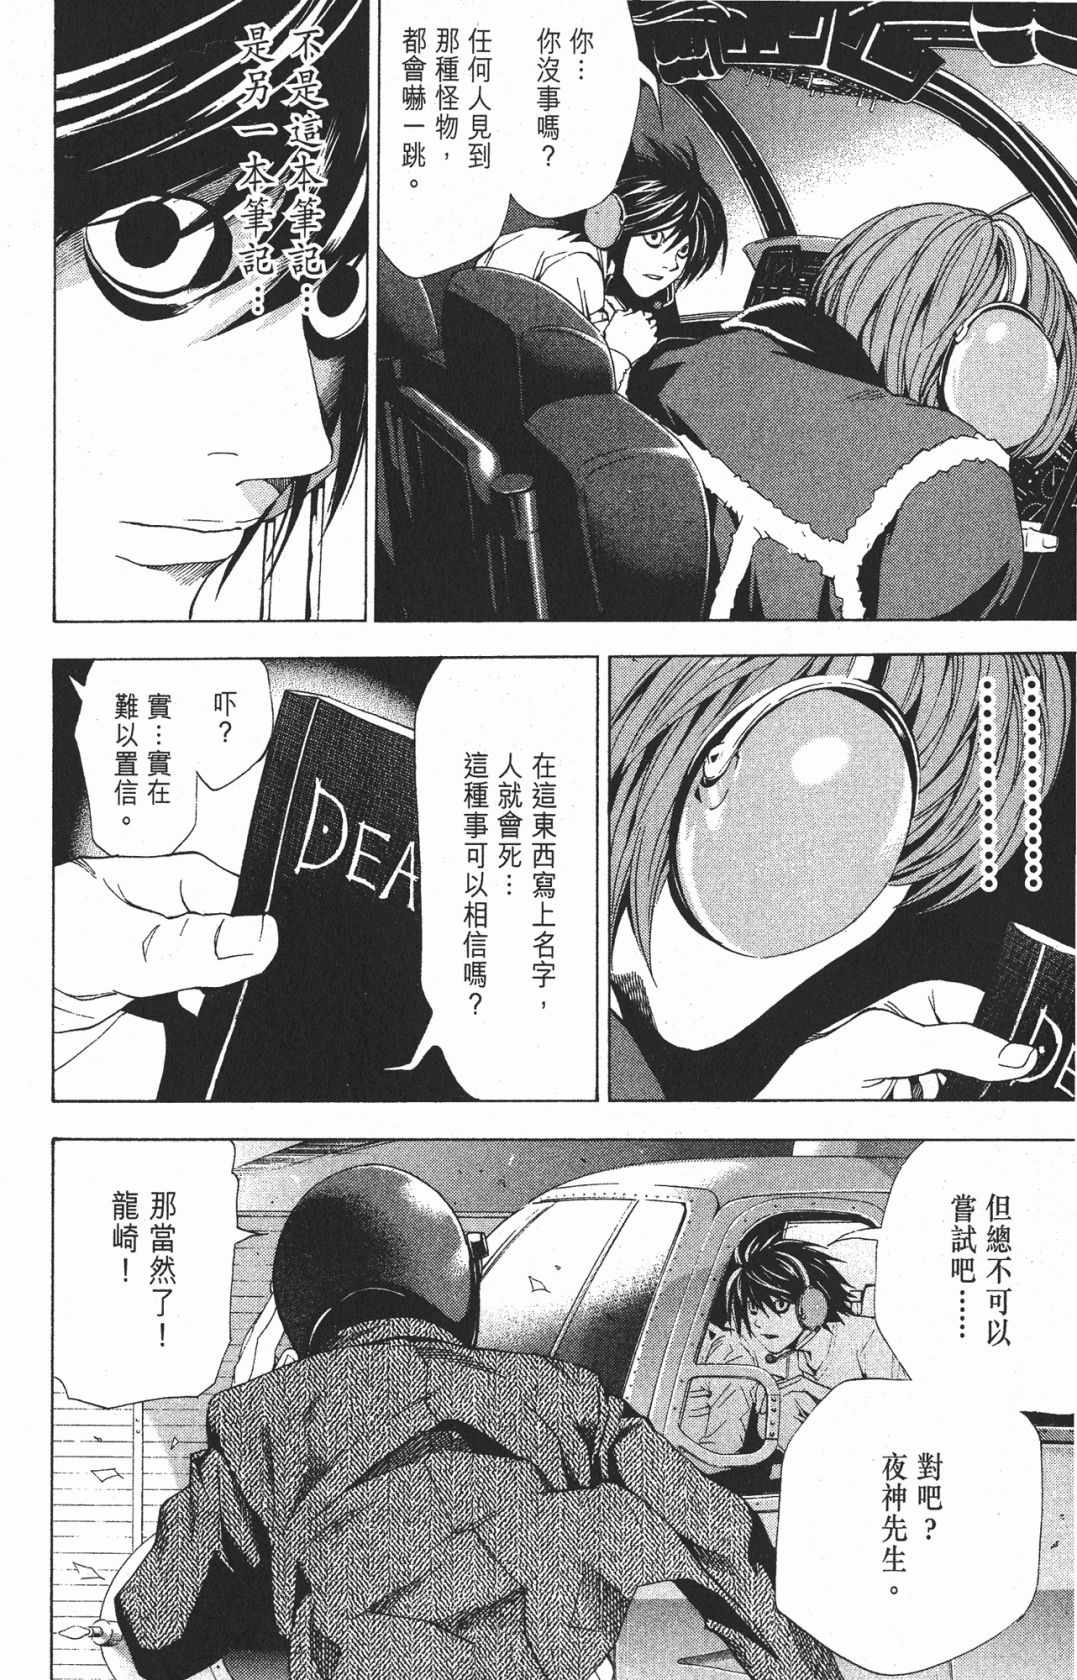 你…
你沒事嗎？
任何人見到
那種怪物，
都會嚇一跳。
不是這本筆記…
是另一本筆記…
DE
在這東西寫上名字，
人就會死…
這種事可以相信嗎？
DEA
吓？
實…實在
難以置信。
但總不可以
嘗試吧……
對吧？
夜神先生。
那當然了！
龍崎！